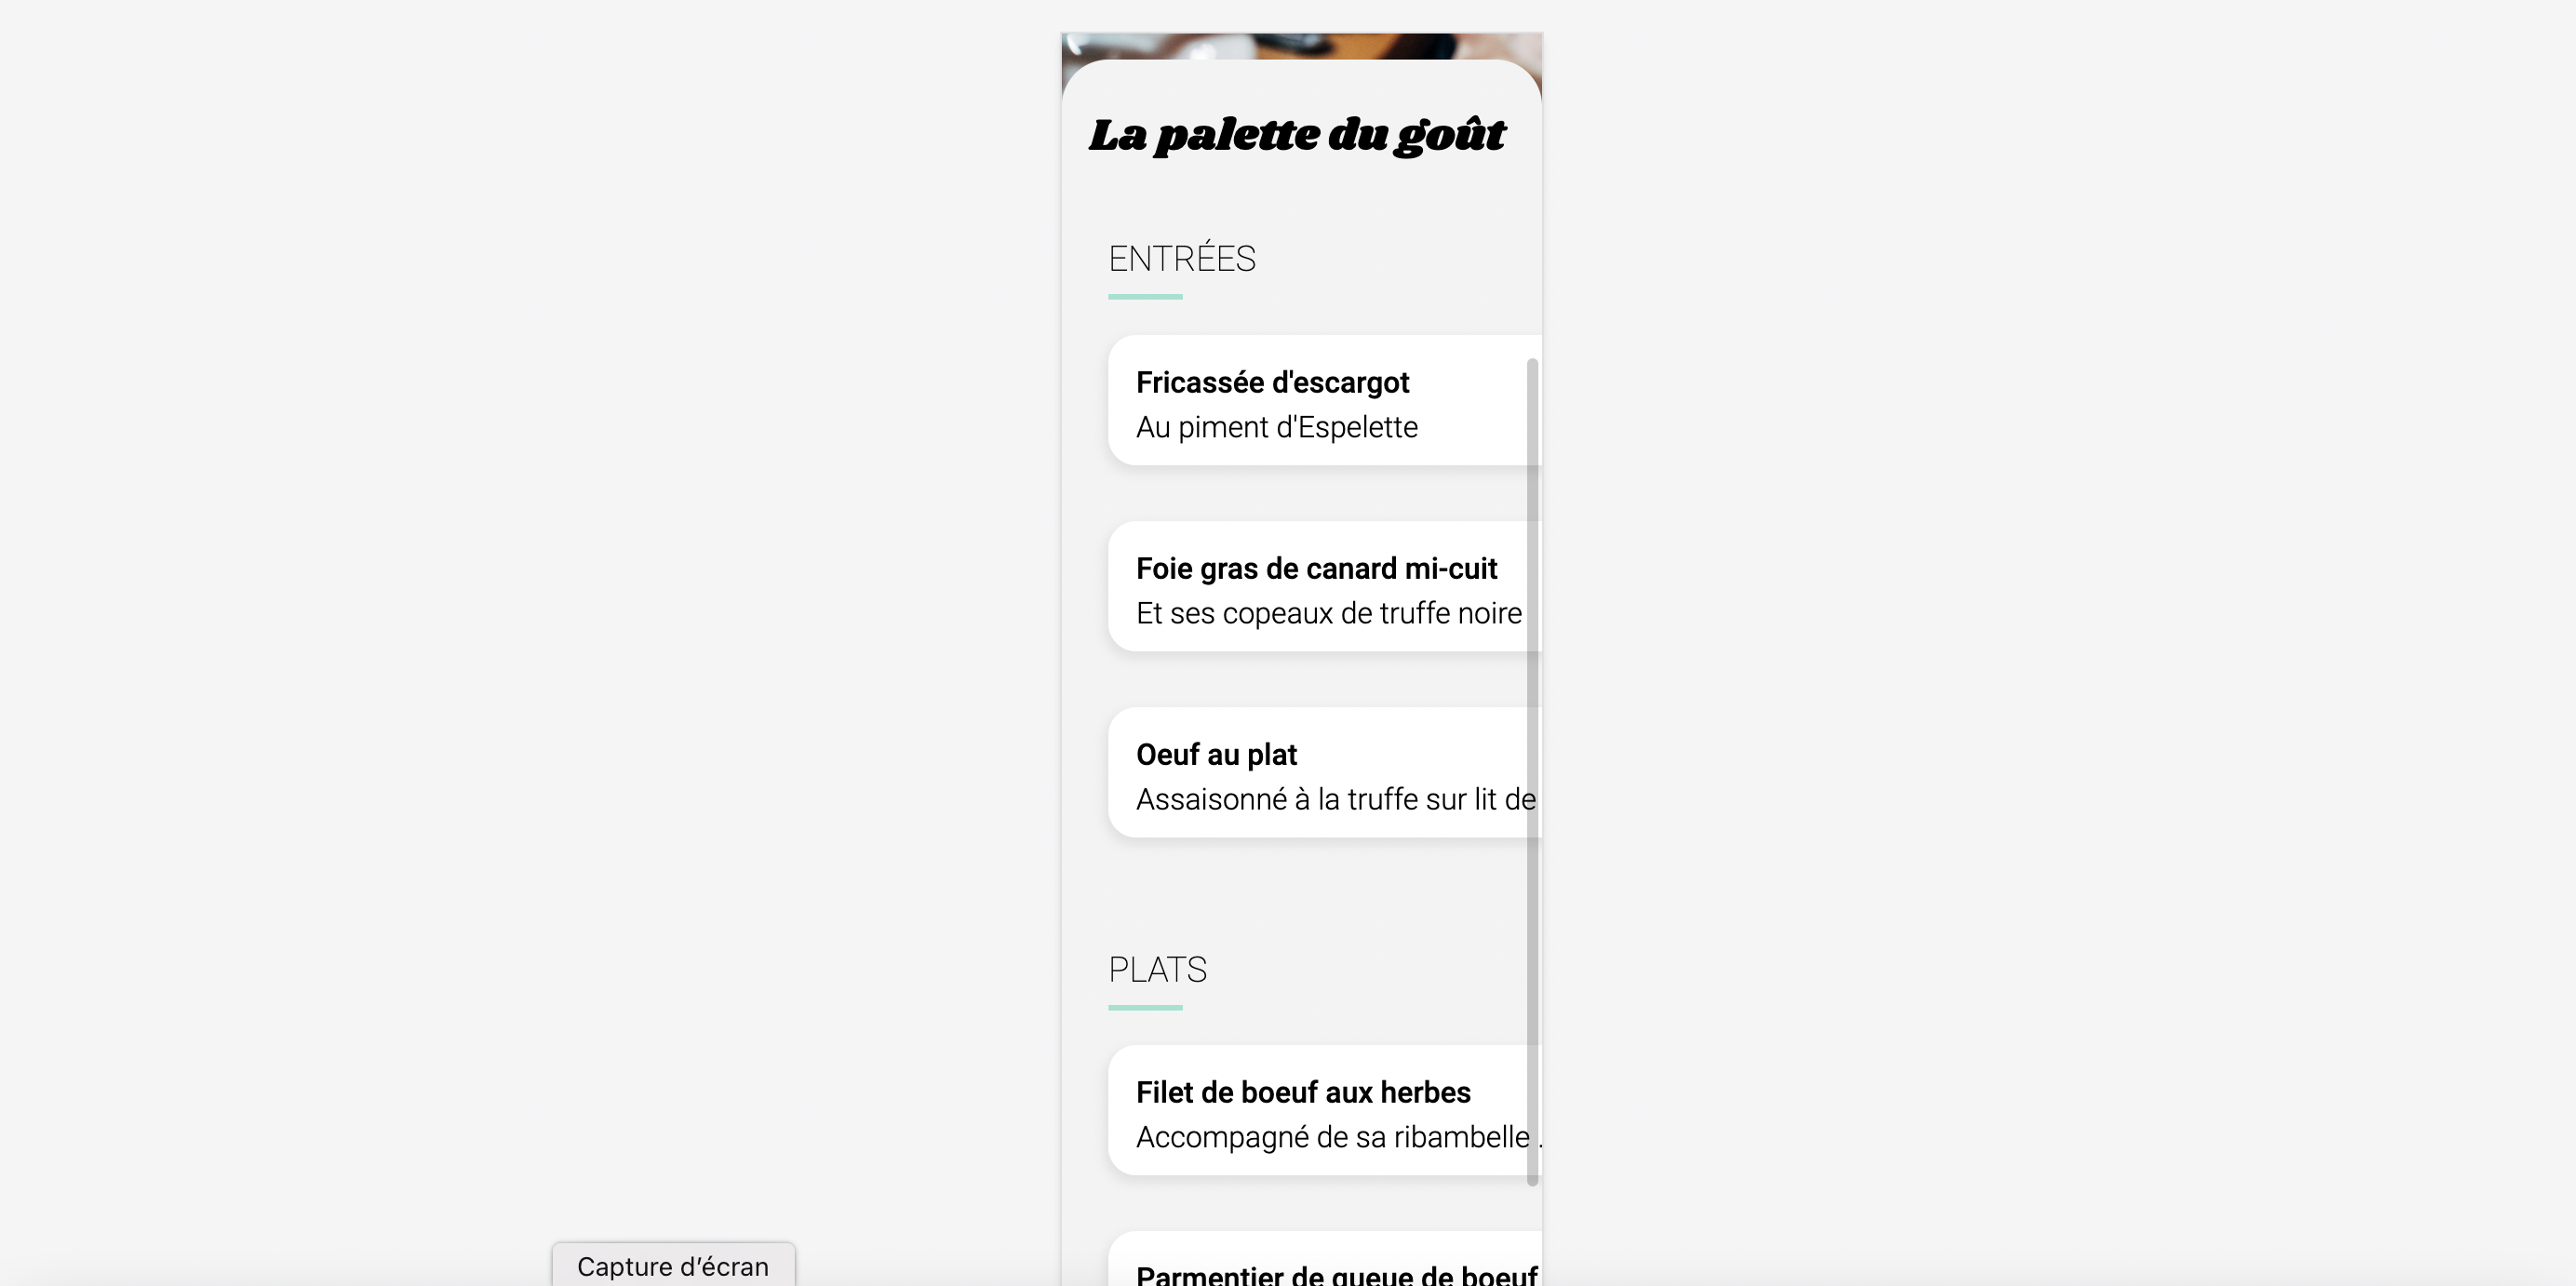 La palette du goût
ENTRÉES
Fricassée d'escargot
Au piment d'Espelette
Foie gras de canard mi-cuit
Et ses copeaux de truffe noire
Oeuf au plat
Assaisonné à la truffe sur lit de
PLATS
Filet de boeuf aux herbes
Accompagné de sa ribambelle .
Parmentier de queue de boeuf
Capture d’écran